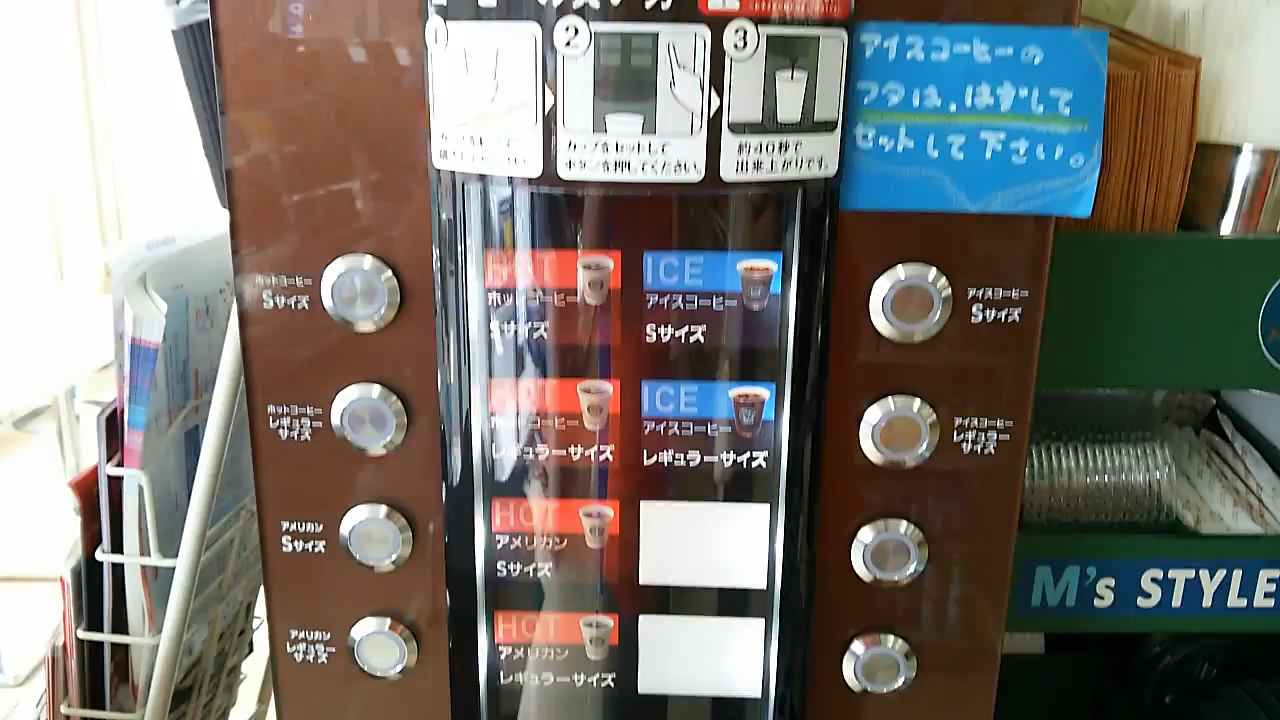 1
2
カップをセットして
ボタンを押してください。
3
約40秒で
出来上がりです。
アイスコーヒーの
フタは、はずして
セットして下さい。
ホットコーヒー
Sサイズ
HOT
ホットコーヒー
Sサイズ
ICE
アイスコーヒー
Sサイズ
アイスコーヒー
Sサイズ
ホットコーヒー
レギュラー
サイズ
HOT
ホットコーヒー
レギュラーサイズ
ICE
アイスコーヒー
レギュラーサイズ
アイスコーヒー
レギュラー
サイズ
アメリカン
Sサイズ
HOT
アメリカン
Sサイズ
アメリカン
レギュラー
サイズ
HOT
アメリカン
レギュラーサイズ
M's STYLE